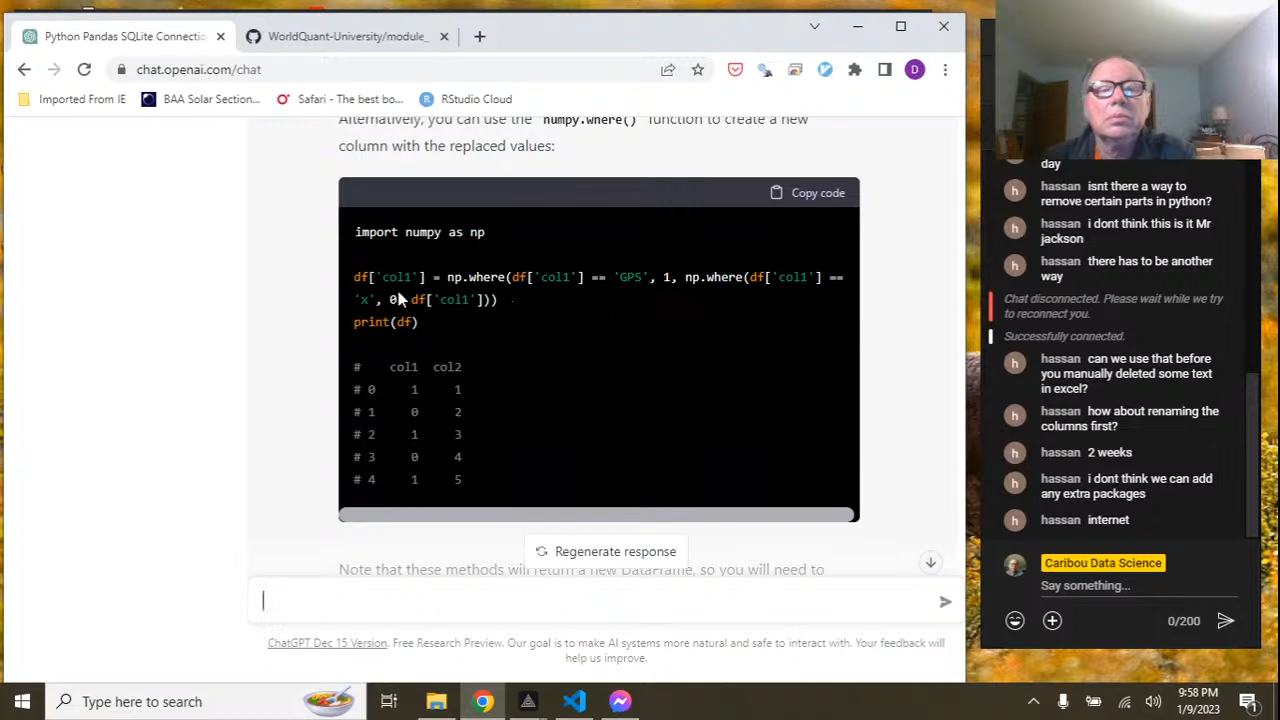 Python Pandas SQLite Connectio
WorldQuant-University/module_
chat.openai.com/chat
D
Imported From IE
BAA Solar Section...
Safari - The best bo...
RStudio Cloud
Alternatively, you can use the numpy.where() function to create a new
column with the replaced values:
Copy code
import numpy as np
df['col1'] = np.where(df['col1'] == 'GPS', 1, np.where(df['col1'] ==
'x', 0 df['col1']))
print(df)
# col1 col2
# 0 1 1
# 1 0 2
# 2 1 3
# 3 0 4
# 4 1 5
Regenerate response
Note that these methods will return a new DataFrame, so you will need to
ChatGPT Dec 15 Version. Free Research Preview. Our goal is to make AI systems more natural and safe to interact with. Your feedback will
help us improve.
day
h
hassan isnt there a way to
remove certain parts in python?
h
hassan i dont think this is it Mr
jackson
h
hassan there has to be another
way
Chat disconnected. Please wait while we try
to reconnect you.
Successfully connected.
h
hassan can we use that before
you manually deleted some text
in excel?
h
hassan how about renaming the
columns first?
h
hassan 2 weeks
h
hassan i dont think we can add
any extra packages
h
hassan internet
Caribou Data Science
Say something...
0/200
Type here to search
9:58 PM
1/9/2023
1